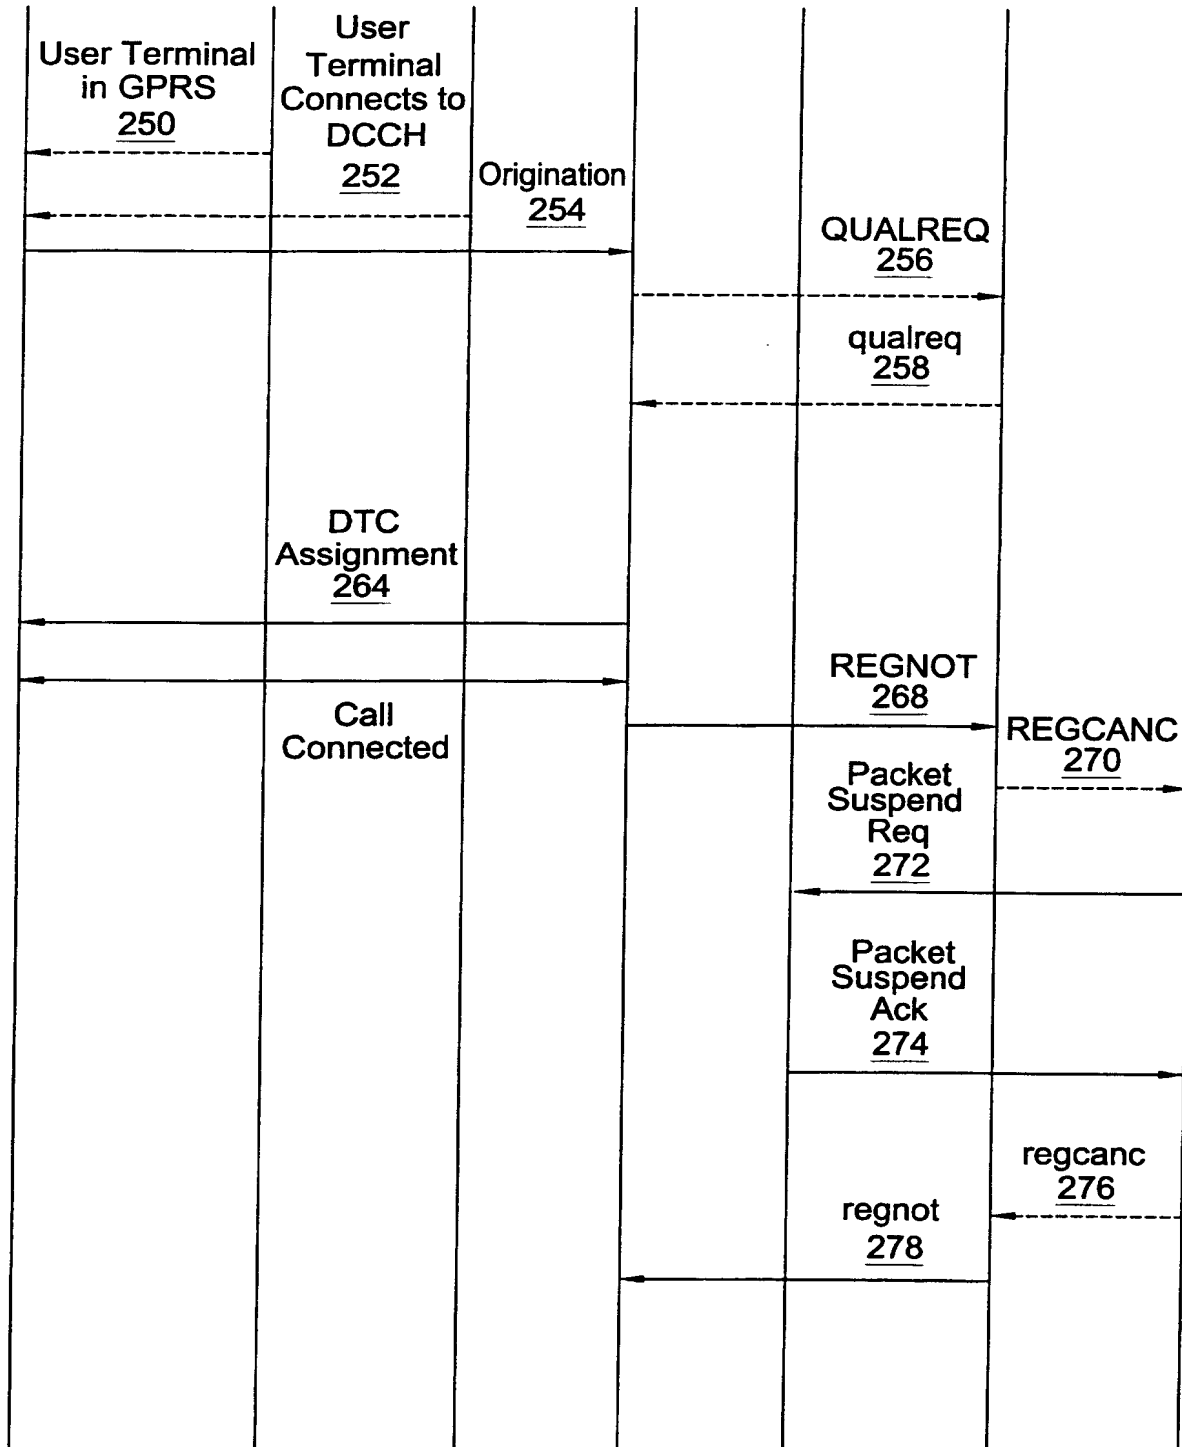 User Terminal
in GPRS
250
User
Terminal
Connects to
DCCH
252
Origination
254
QUALREQ
256
qualreq
258
DTC
Assignment
264
Call
Connected
REGNOT
268
REGCANC
270
Packet
Suspend
Req
272
Packet
Suspend
Ack
274
regcanc
276
regnot
278